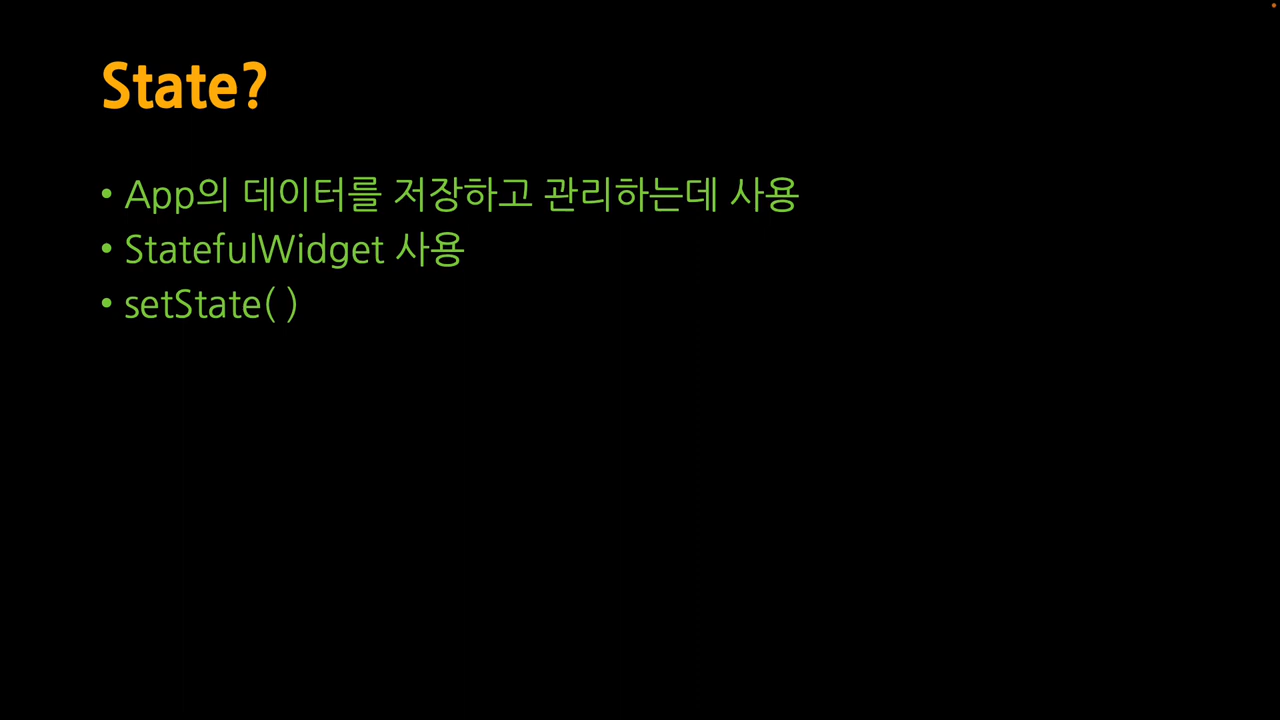 State?
• App의 데이터를 저장하고 관리하는데 사용
• StatefulWidget 사용
• setState( )